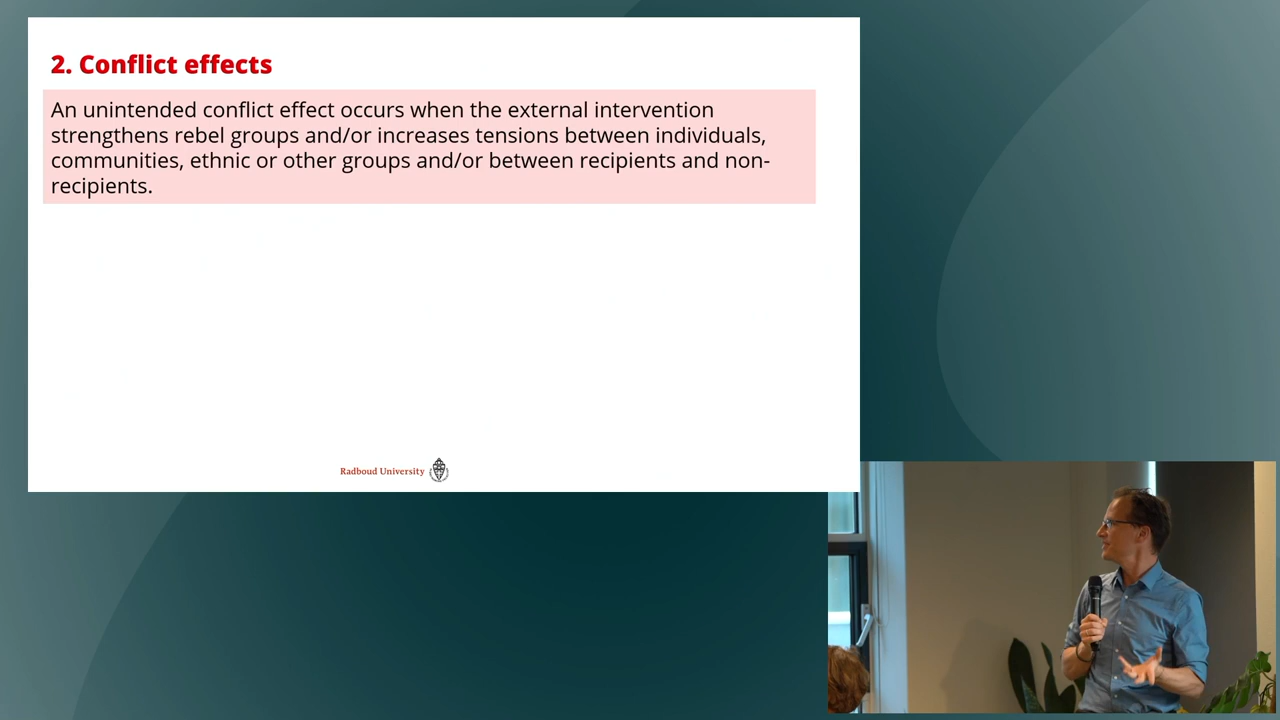 2. Conflict effects
An unintended conflict effect occurs when the external intervention
strengthens rebel groups and/or increases tensions between individuals,
communities, ethnic or other groups and/or between recipients and non-
recipients.
Radboud University